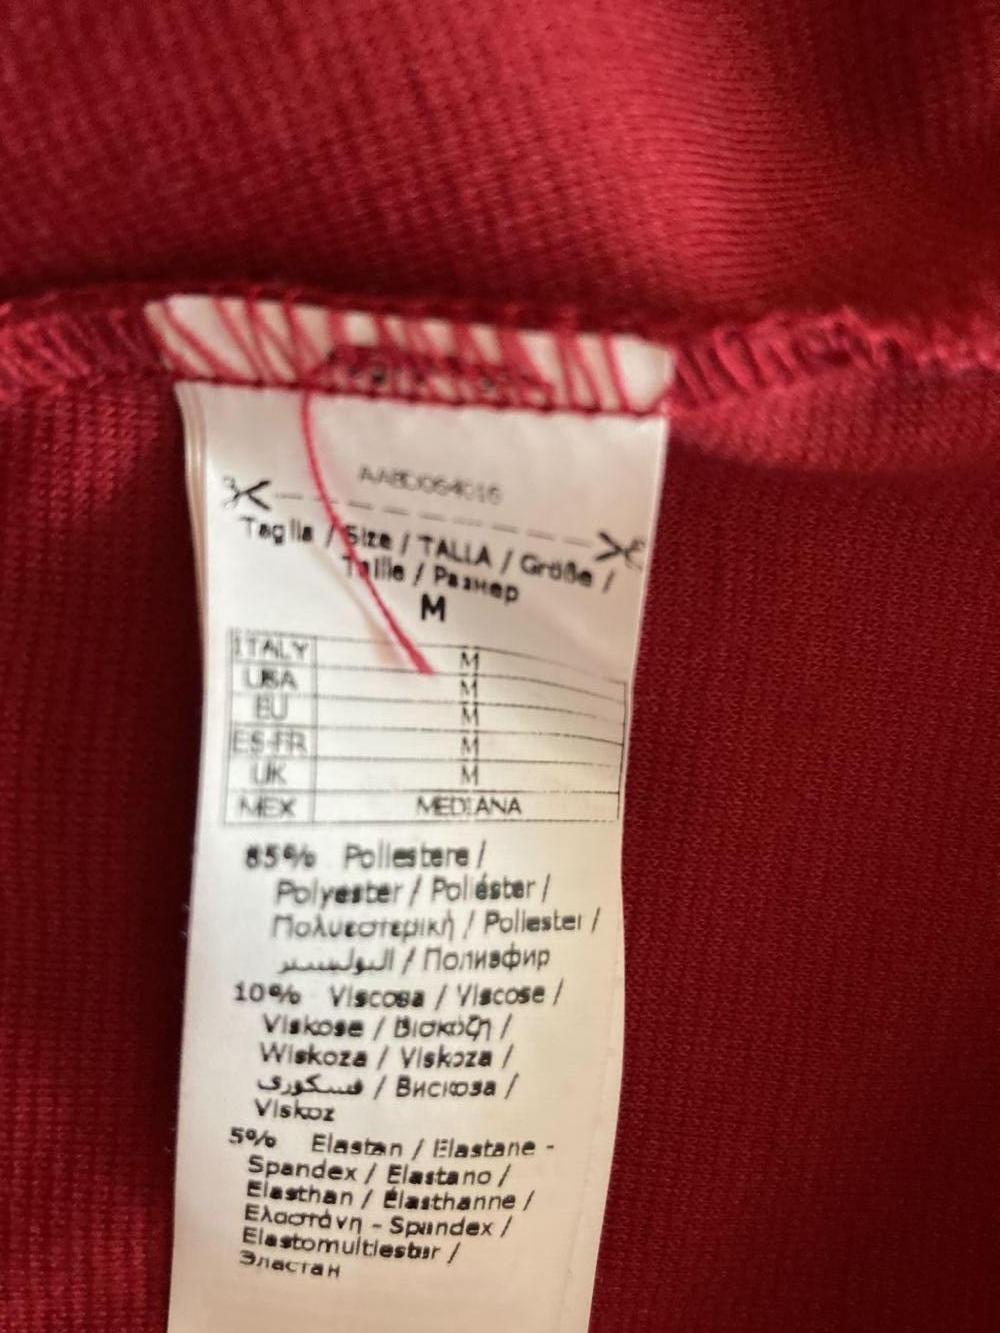 Taglia / Size / TALLA / Größe /
Taille / Размер
M
ITALY M
USA M
EU M
ES-FR M
UK M
MEX MEDIANA
85% Poliestere /
Polyester / Poliéster /
Πολυεστερική / Poliester /
البوليستر / Полиэфир
10% Viscosa / Viscose /
Viskose / Βισκόζη /
Wiskoza / Viskoza /
فسكوزي / Вискоза /
Viskoz
5% Elastan / Elastane -
Spandex / Elastano /
Elasthan / Élasthanne /
Ελαστάνη - Spandex /
Elastomultiester /
Эластан